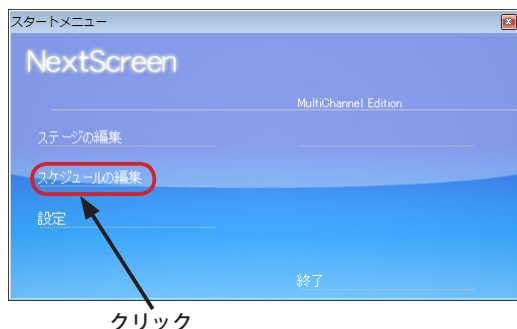 スタートメニュー
NextScreen
MultiChannel Edition
ステージの編集
スケジュールの編集
設定
終了
クリック